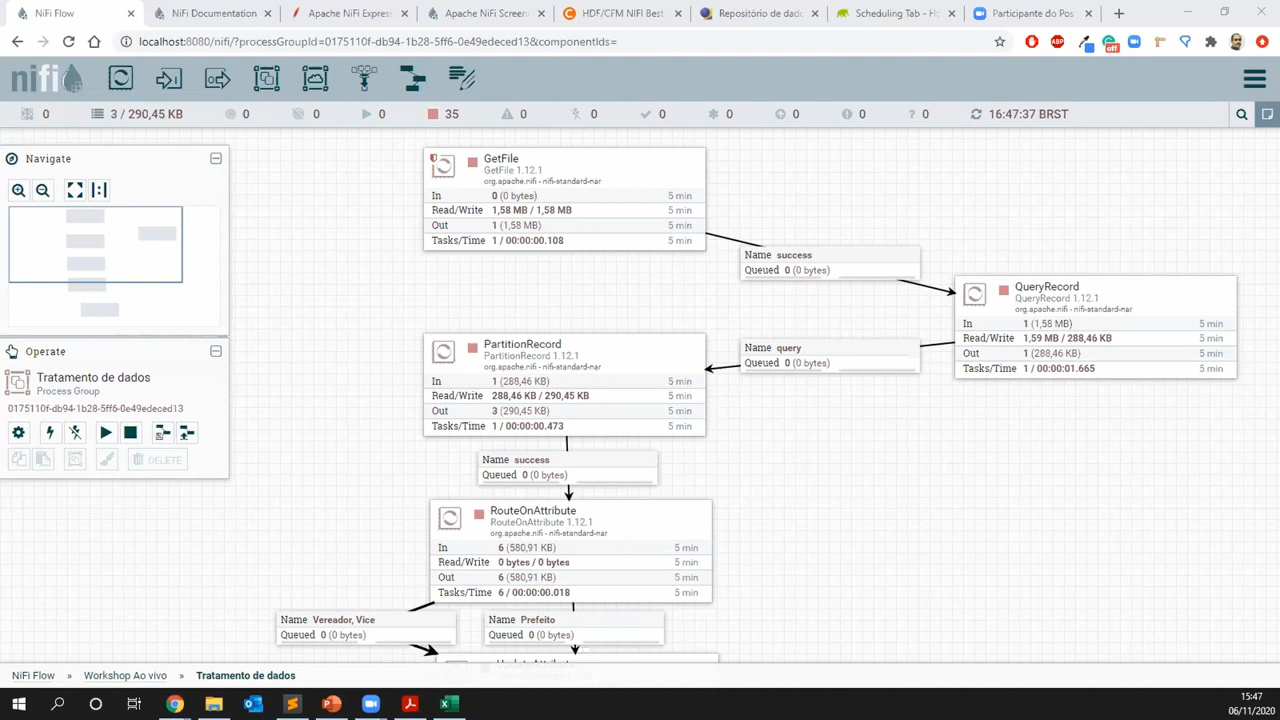 NiFi Flow
NiFi Documentation
Apache NiFi Express
Apache NiFi Screen
HDF/CFM NIFI Best
Repositório de dado
Scheduling Tab - Ho
Participante do Pos
localhost:8080/nifi/?processGroupId=0175110f-db94-1b28-5ff6-0e49edeced13&componentIds=
ABP
off
nifi
0
3 / 290,45 KB
0
0
0
35
0
0
0
0
0
0
0
16:47:37 BRST
Navigate
Operate
Tratamento de dados
Process Group
0175110f-db94-1b28-5ff6-0e49edeced13
DELETE
GetFile
GetFile 1.12.1
org.apache.nifi - nifi-standard-nar
In 0 (0 bytes) 5 min
Read/Write 1,58 MB / 1,58 MB 5 min
Out 1 (1,58 MB) 5 min
Tasks/Time 1 / 00:00:00.108 5 min
Name success
Queued 0 (0 bytes)
QueryRecord
QueryRecord 1.12.1
org.apache.nifi - nifi-standard-nar
In 1 (1,58 MB) 5 min
Read/Write 1,59 MB / 288,46 KB 5 min
Out 1 (288,46 KB) 5 min
Tasks/Time 1 / 00:00:01.665 5 min
Name query
Queued 0 (0 bytes)
PartitionRecord
PartitionRecord 1.12.1
org.apache.nifi - nifi-standard-nar
In 1 (288,46 KB) 5 min
Read/Write 288,46 KB / 290,45 KB 5 min
Out 3 (290,45 KB) 5 min
Tasks/Time 1 / 00:00:00.473 5 min
Name success
Queued 0 (0 bytes)
RouteOnAttribute
RouteOnAttribute 1.12.1
org.apache.nifi - nifi-standard-nar
In 6 (580,91 KB) 5 min
Read/Write 0 bytes / 0 bytes 5 min
Out 6 (580,91 KB) 5 min
Tasks/Time 6 / 00:00:00.018 5 min
Name Vereador, Vice
Queued 0 (0 bytes)
Name Prefeito
Queued 0 (0 bytes)
NiFi Flow » Workshop Ao vivo » Tratamento de dados
15:47
06/11/2020